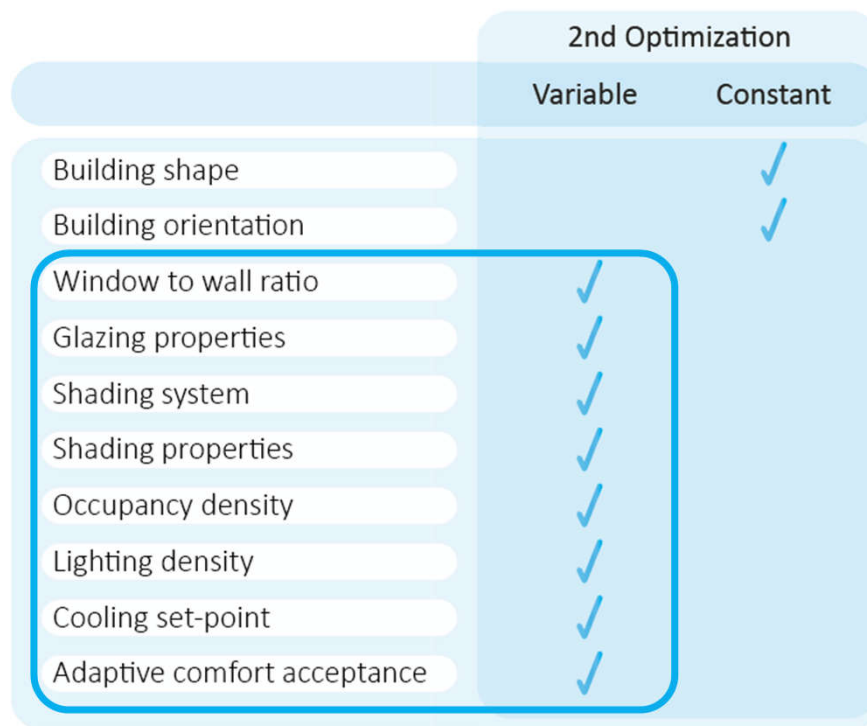 2nd Optimization
Variable Constant
Building shape
Building orientation
Window to wall ratio
Glazing properties
Shading system
Shading properties
Occupancy density
Lighting density
Cooling set-point
Adaptive comfort acceptance